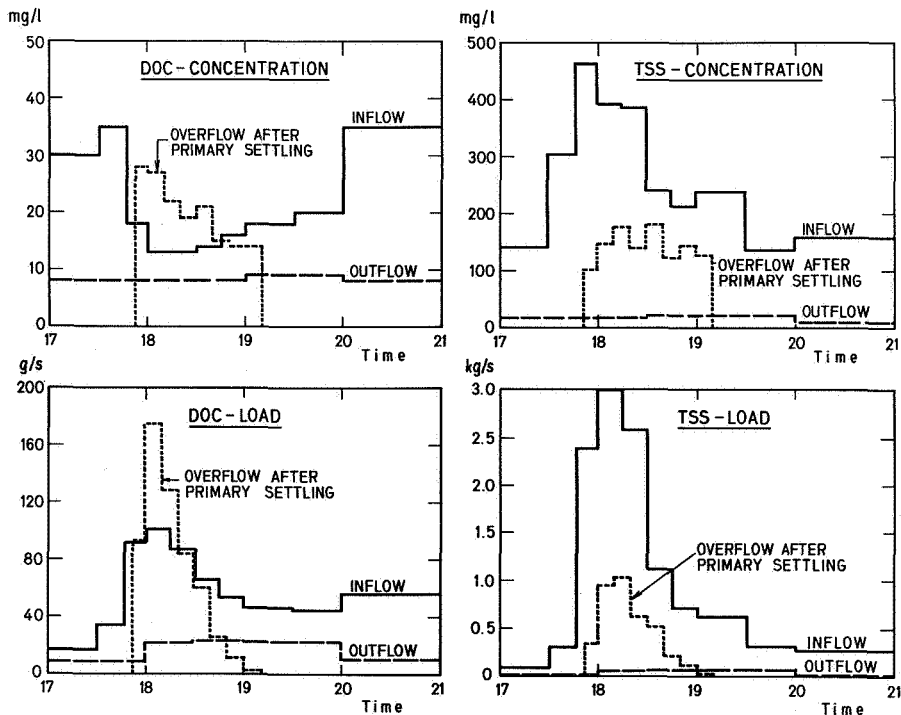 mg/l
50
40
30
20
10
0
DOC-CONCENTRATION
OVERFLOW AFTER
PRIMARY SETTLING
INFLOW
OUTFLOW
17
18
19
20
21
Time
mg/l
500
400
300
200
100
0
TSS-CONCENTRATION
INFLOW
OVERFLOW AFTER
PRIMARY SETTLING
OUTFLOW
17
18
19
20
21
Time
g/s
200
160
120
80
40
0
DOC-LOAD
OVERFLOW AFTER
PRIMARY SETTLING
INFLOW
OUTFLOW
17
18
19
20
21
Time
kg/s
3.0
2.5
2.0
1.5
1.0
0.5
0
TSS-LOAD
OVERFLOW AFTER
PRIMARY SETTLING
INFLOW
OUTFLOW
17
18
19
20
21
Time